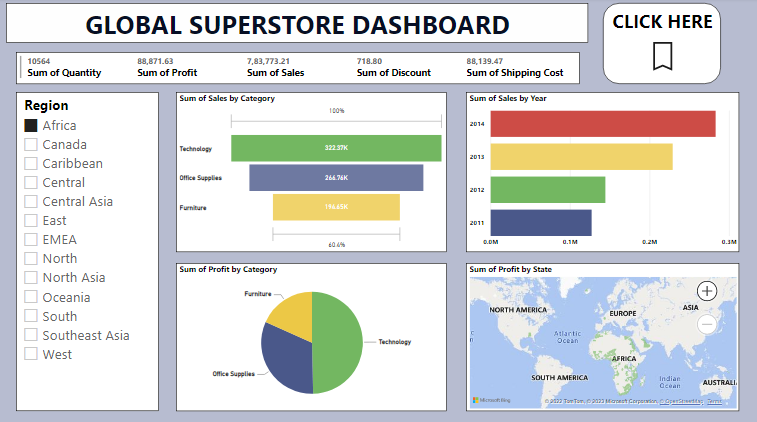 GLOBAL SUPERSTORE DASHBOARD
CLICK HERE
10564
Sum of Quantity
88,871.63
Sum of Profit
7,83,773.21
Sum of Sales
718.80
Sum of Discount
88,139.47
Sum of Shipping Cost
Region
Africa
Canada
Caribbean
Central
Central Asia
East
EMEA
North
North Asia
Oceania
South
Southeast Asia
West
Sum of Sales by Category
100%
Technology
322.37K
Office Supplies
266.76K
Furniture
194.65K
60.4%
Sum of Sales by Year
2014
2013
2012
2011
0.0M 0.1M 0.2M 0.3M
Sum of Profit by Category
Furniture
Technology
Office Supplies
Sum of Profit by State
NORTH AMERICA
EUROPE
ASIA
Atlantic
Ocean
AFRICA
SOUTH AMERICA
Indian
Ocean
AUSTRALI
Microsoft Bing
© 2022 TomTom, © 2023 Microsoft Corporation, © OpenStreetMap Terms